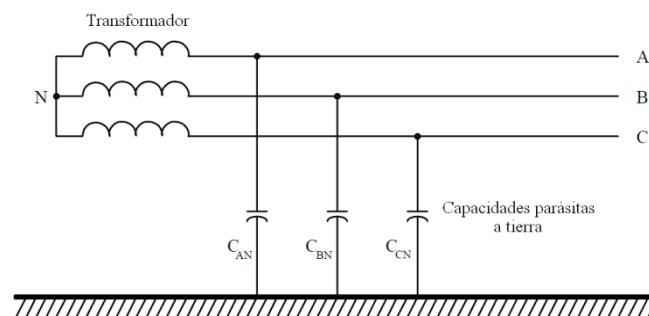 Transformador
A
N
B
C
Capacidades parásitas
a tierra
C_AN
C_BN
C_CN